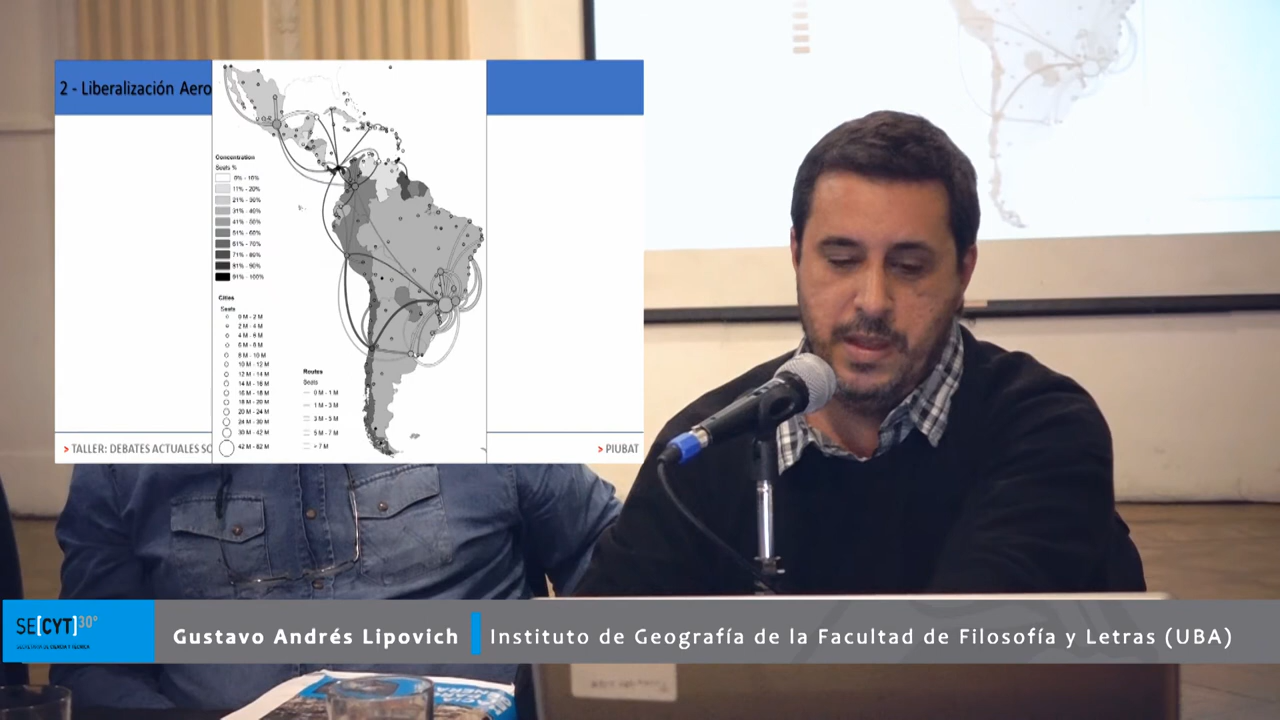 2 - Liberalización Aero
Concentration
Seats %
0% - 10%
11% - 20%
21% - 30%
31% - 40%
41% - 50%
51% - 60%
61% - 70%
71% - 80%
81% - 90%
91% - 100%
Cities
Seats
0 M - 2 M
2 M - 4 M
4 M - 6 M
6 M - 8 M
8 M - 10 M
10 M - 12 M
12 M - 14 M
14 M - 16 M
16 M - 18 M
18 M - 20 M
20 M - 24 M
24 M - 30 M
30 M - 42 M
42 M - 82 M
Routes
Seats
0 M - 1 M
1 M - 3 M
3 M - 5 M
5 M - 7 M
> 7 M
> TALLER: DEBATES ACTUALES SO
> PIUBAT
SE[CYT]30°
SECRETARÍA DE CIENCIA Y TÉCNICA
Gustavo Andrés Lipovich
Instituto de Geografía de la Facultad de Filosofía y Letras (UBA)